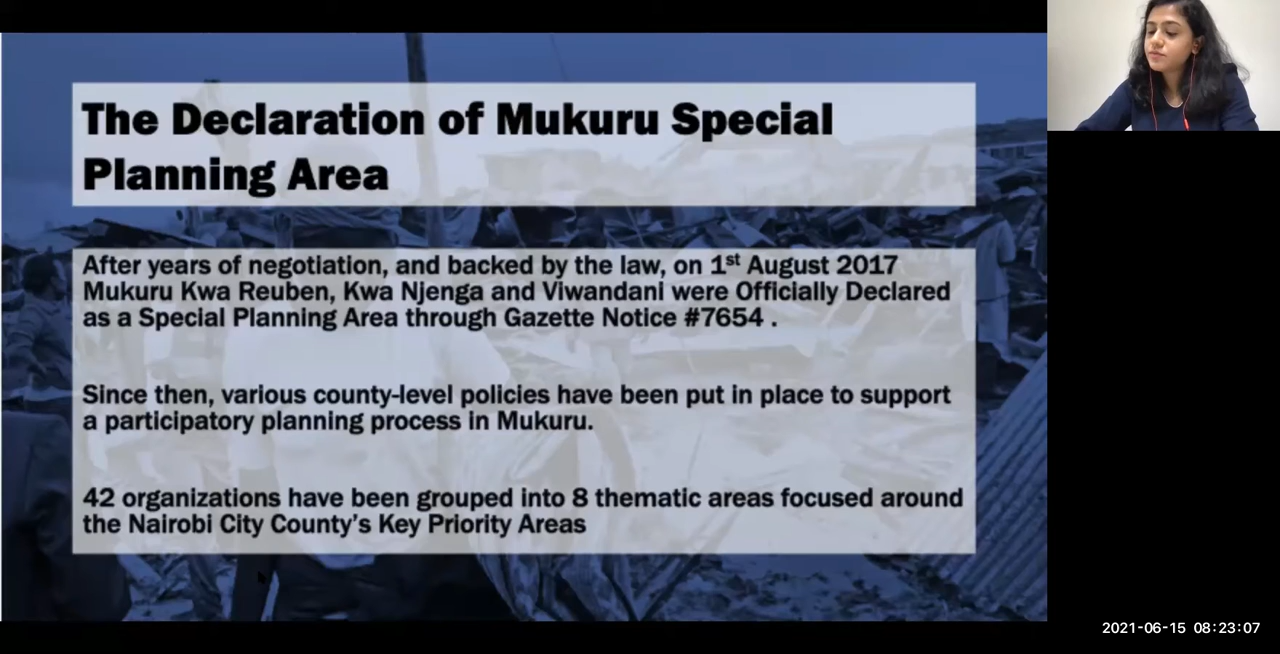 The Declaration of Mukuru Special
Planning Area
After years of negotiation, and backed by the law, on 1st August 2017
Mukuru Kwa Reuben, Kwa Njenga and Viwandani were Officially Declared
as a Special Planning Area through Gazette Notice #7654 .
Since then, various county-level policies have been put in place to support
a participatory planning process in Mukuru.
42 organizations have been grouped into 8 thematic areas focused around
the Nairobi City County’s Key Priority Areas
2021-06-15 08:23:07